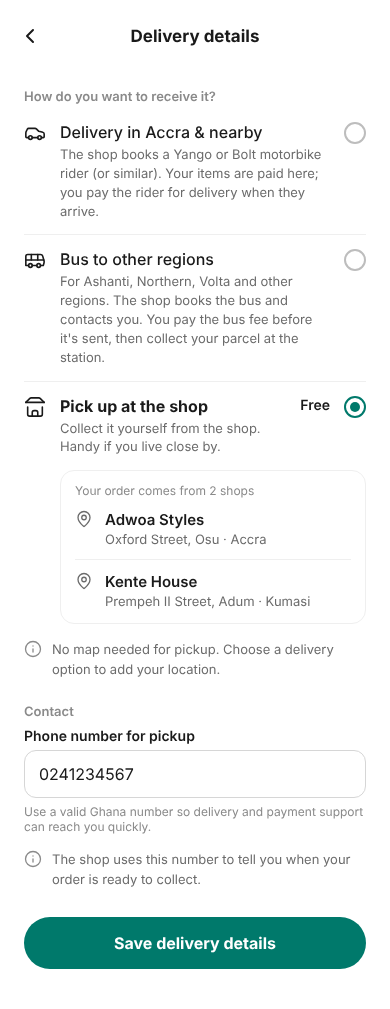 Delivery details
How do you want to receive it?
Delivery in Accra & nearby
The shop books a Yango or Bolt motorbike
rider (or similar). Your items are paid here;
you pay the rider for delivery when they
arrive.
Bus to other regions
For Ashanti, Northern, Volta and other
regions. The shop books the bus and
contacts you. You pay the bus fee before
it's sent, then collect your parcel at the
station.
Pick up at the shop
Free
Collect it yourself from the shop.
Handy if you live close by.
Your order comes from 2 shops
Adwoa Styles
Oxford Street, Osu · Accra
Kente House
Prempeh II Street, Adum · Kumasi
No map needed for pickup. Choose a delivery
option to add your location.
Contact
Phone number for pickup
0241234567
Use a valid Ghana number so delivery and payment support
can reach you quickly.
The shop uses this number to tell you when your
order is ready to collect.
Save delivery details